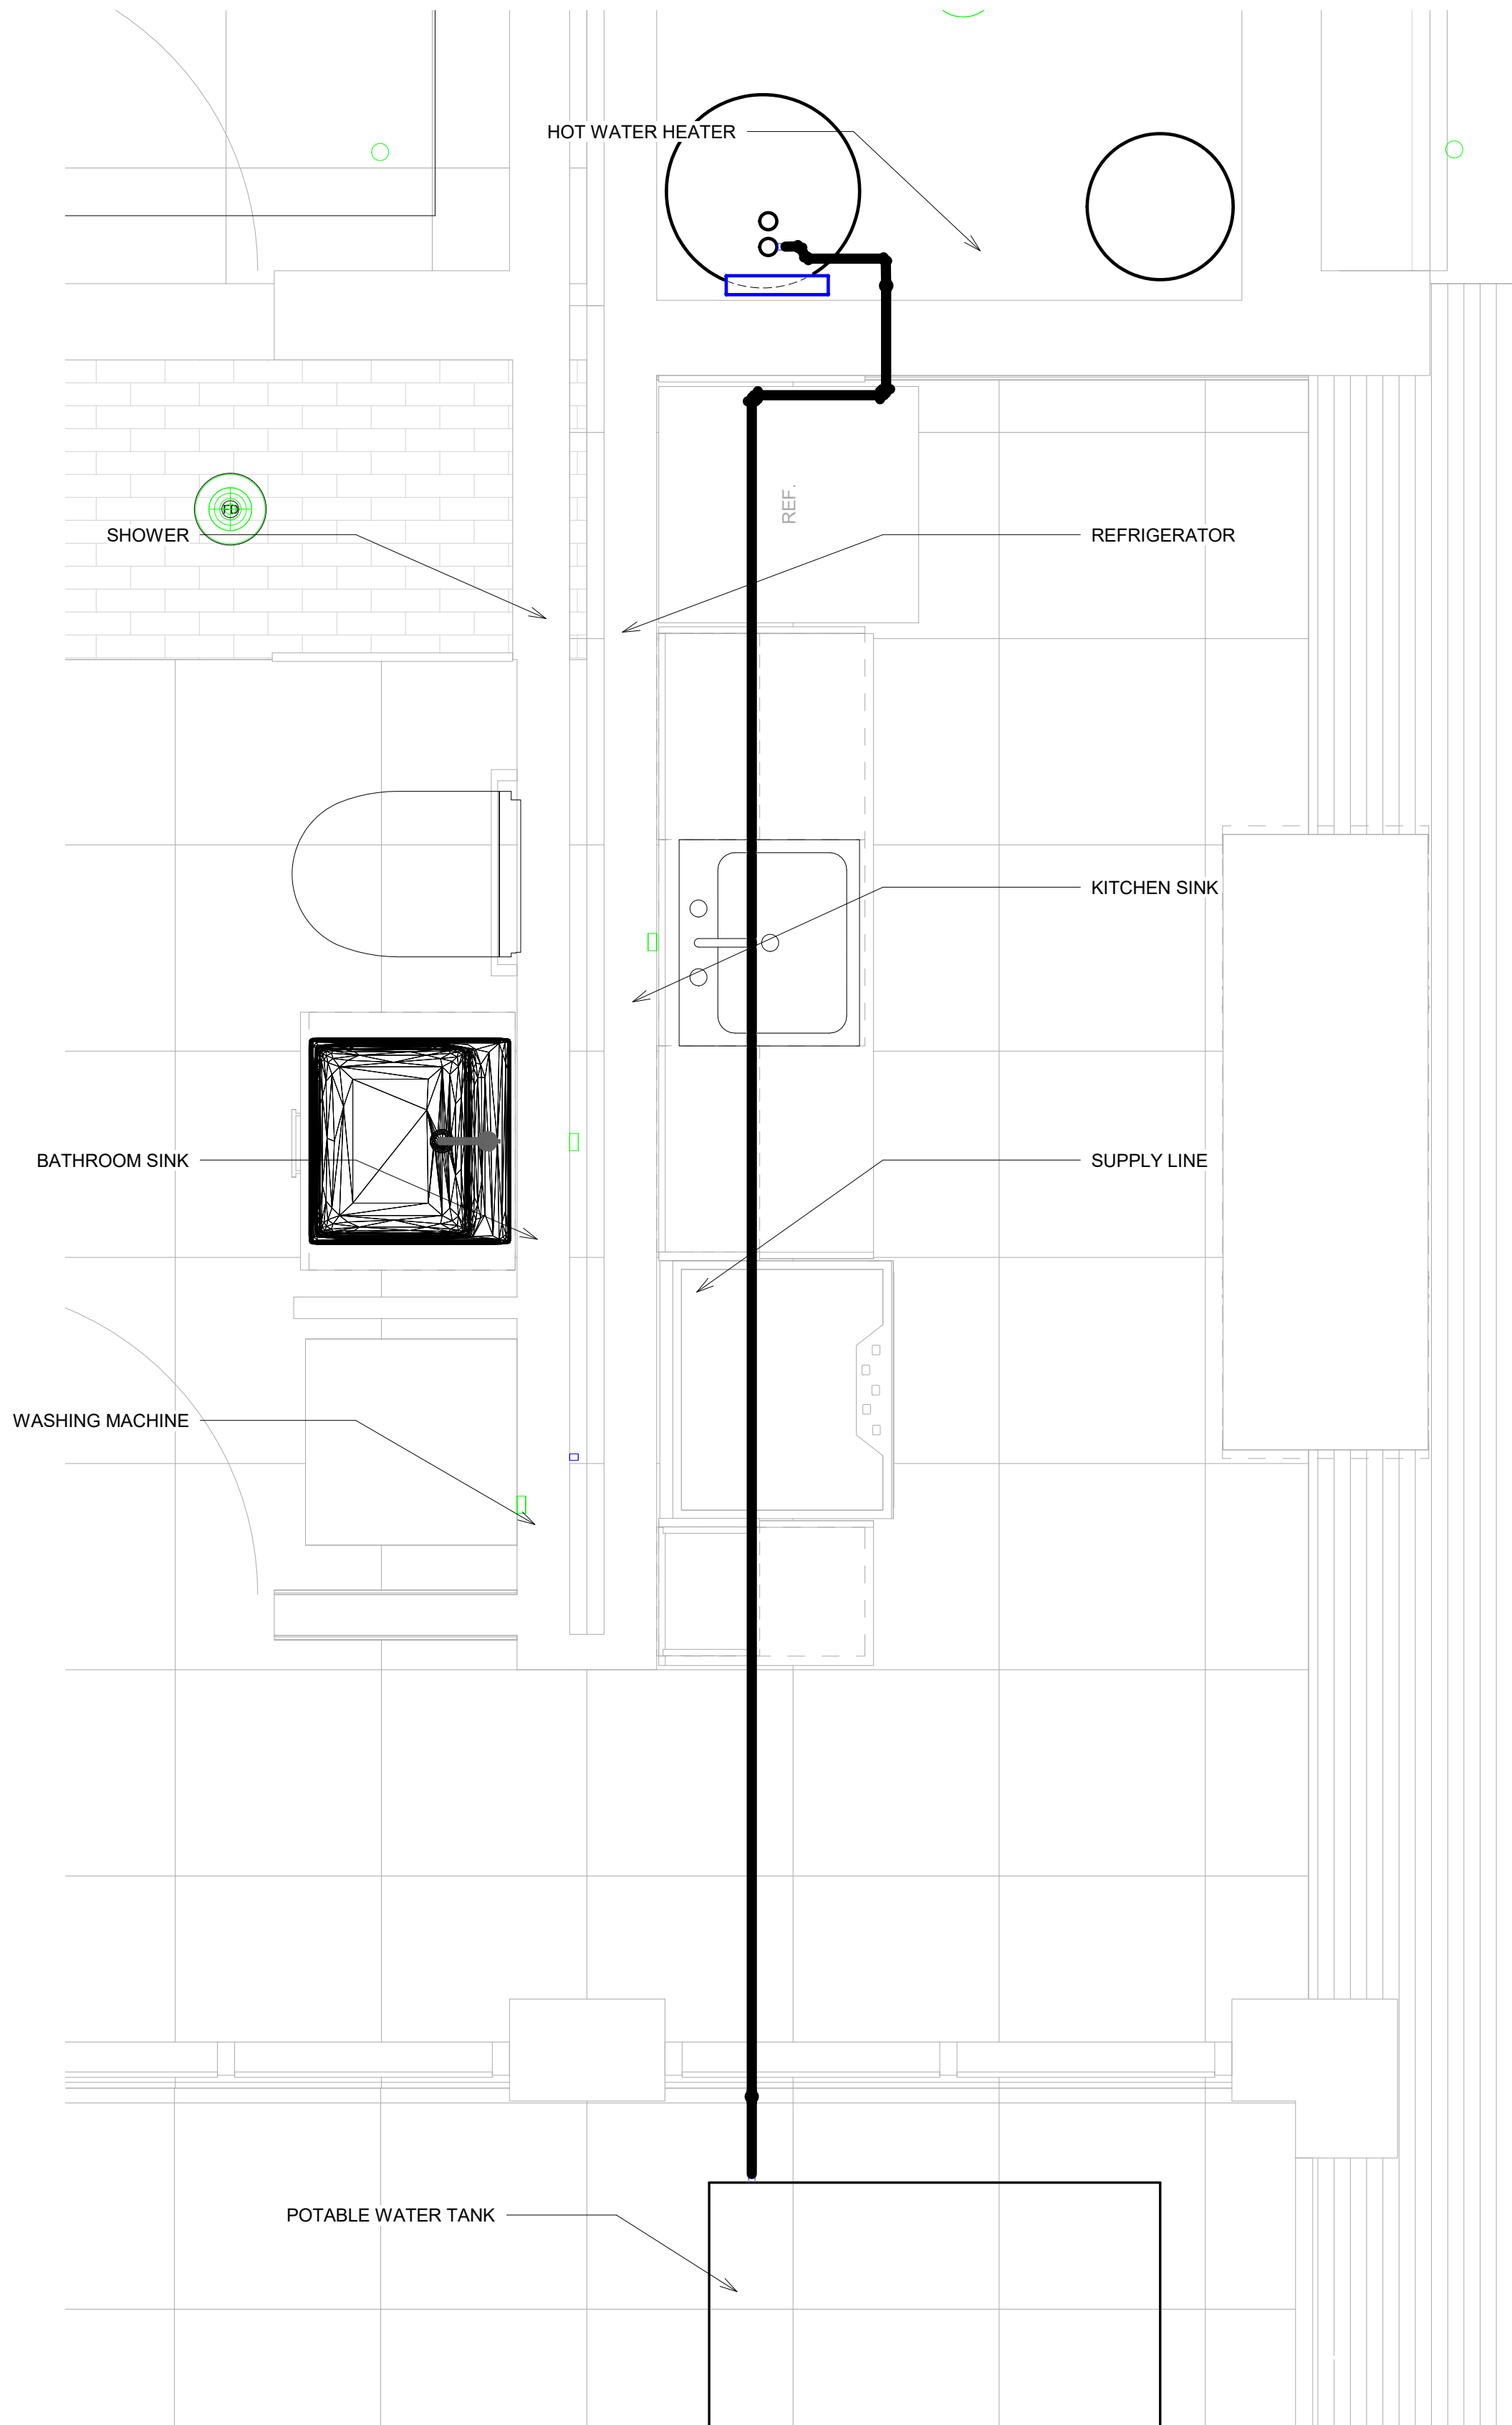 HOT WATER HEATER
REF.
FD
SHOWER
REFRIGERATOR
KITCHEN SINK
BATHROOM SINK
SUPPLY LINE
WASHING MACHINE
POTABLE WATER TANK